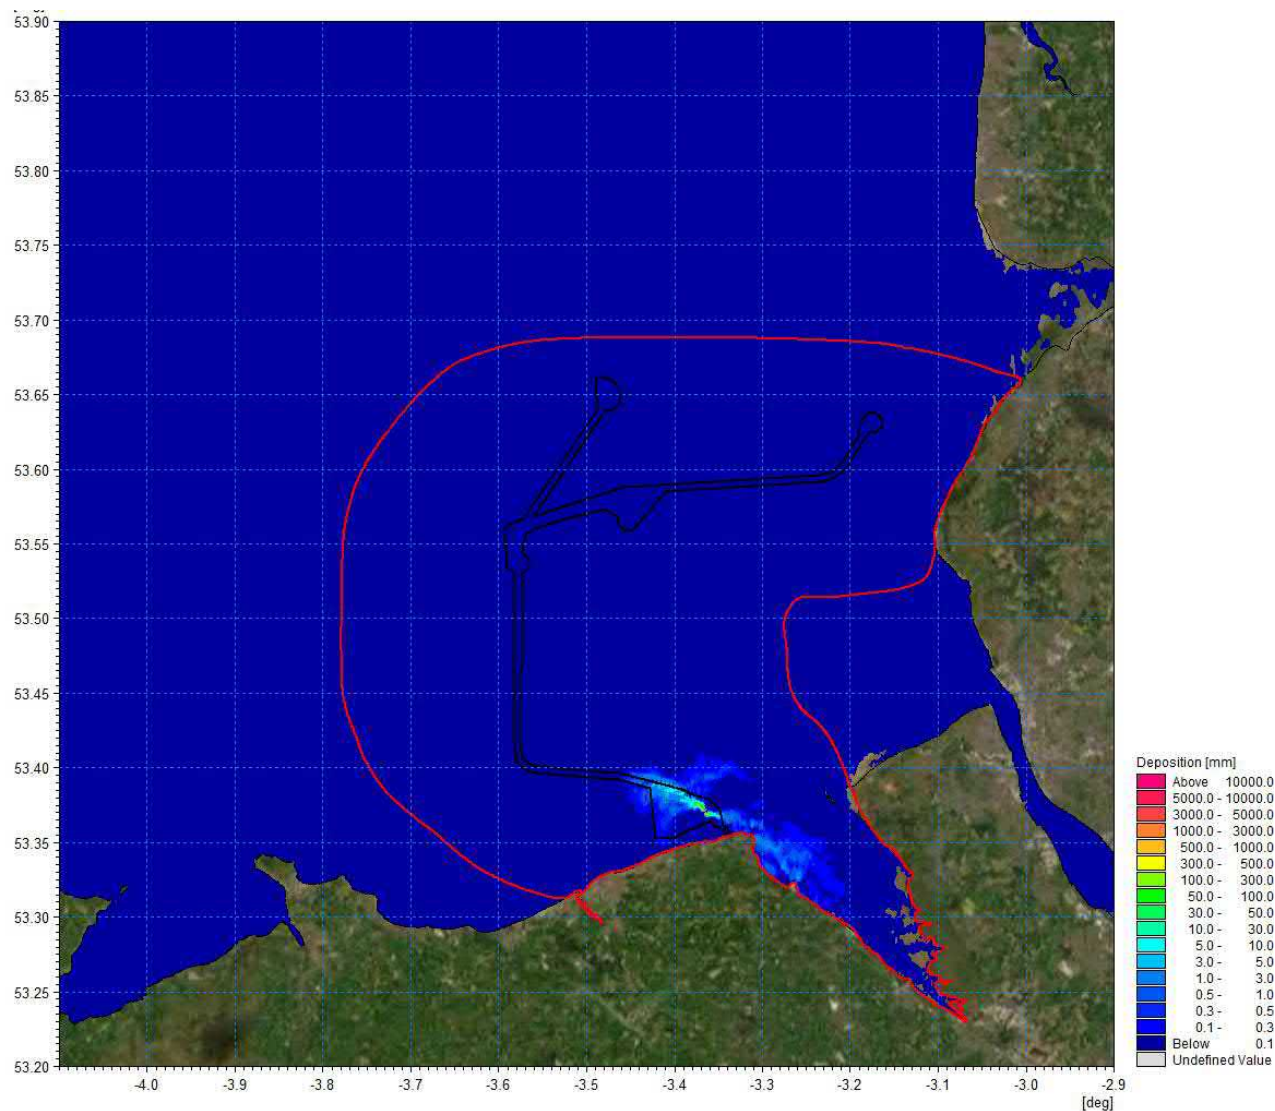 53.90
53.85
53.80
53.75
53.70
53.65
53.60
53.55
53.50
53.45
53.40
53.35
53.30
53.25
53.20
-4.0 -3.9 -3.8 -3.7 -3.6 -3.5 -3.4 -3.3 -3.2 -3.1 -3.0 -2.9
[deg]
Deposition [mm]
Above 10000.0
5000.0 - 10000.0
3000.0 - 5000.0
1000.0 - 3000.0
500.0 - 1000.0
300.0 - 500.0
100.0 - 300.0
50.0 - 100.0
30.0 - 50.0
10.0 - 30.0
5.0 - 10.0
3.0 - 5.0
1.0 - 3.0
0.5 - 1.0
0.3 - 0.5
0.1 - 0.3
Below 0.1
Undefined Value